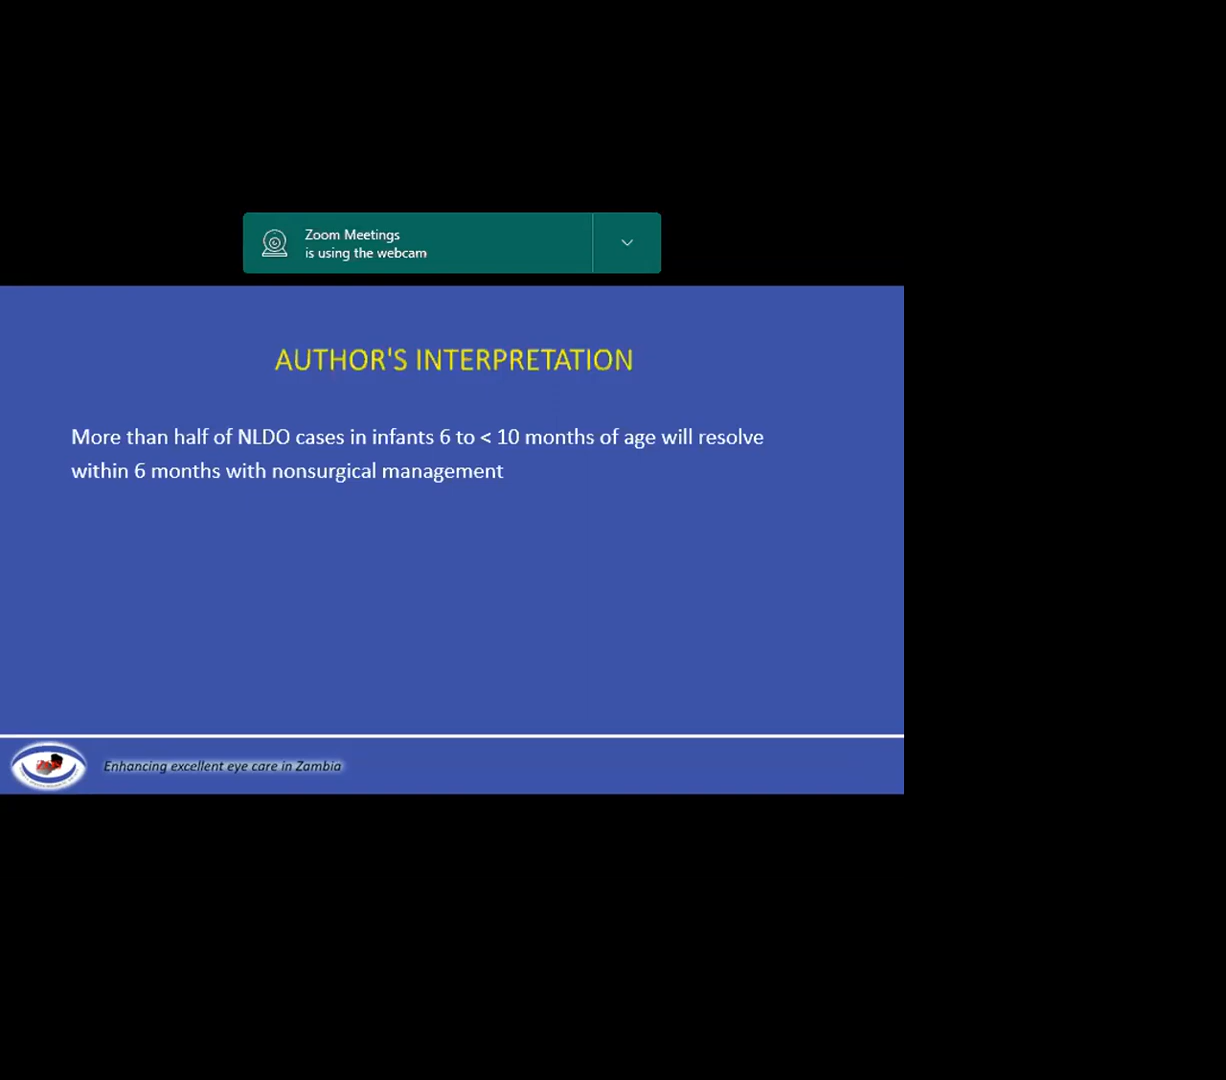 Zoom Meetings
is using the webcam
AUTHOR'S INTERPRETATION
More than half of NLDO cases in infants 6 to < 10 months of age will resolve
within 6 months with nonsurgical management
Enhancing excellent eye care in Zambia